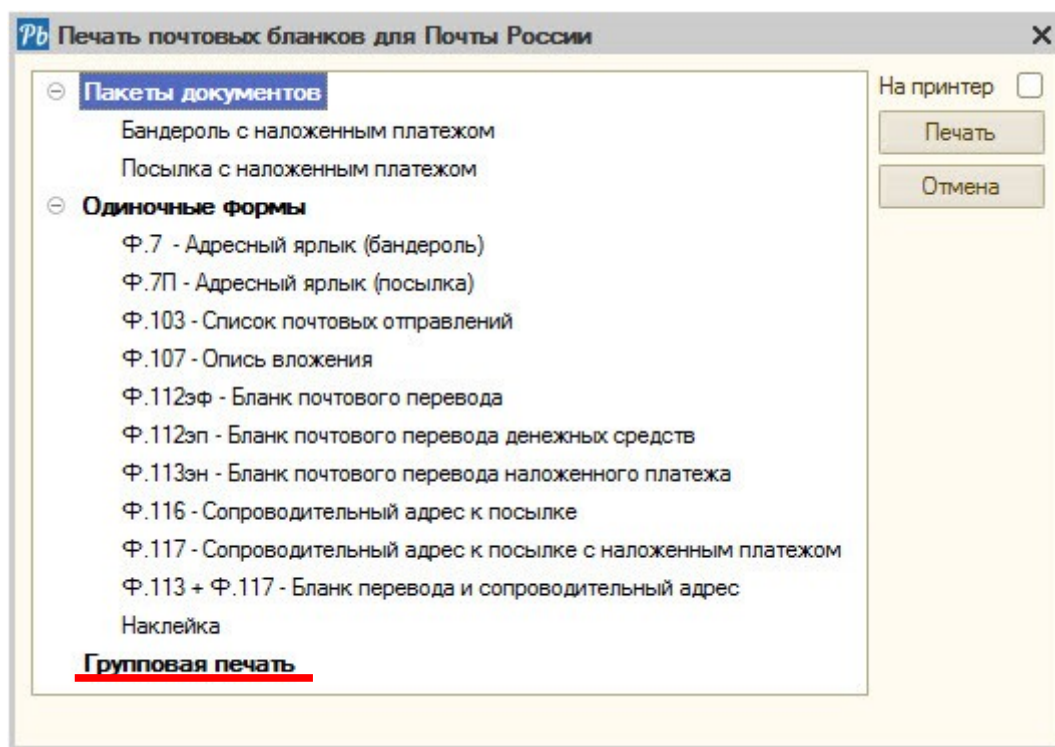 Pb Печать почтовых бланков для Почты России
Пакеты документов
Бандероль с наложенным платежом
Посылка с наложенным платежом
Одиночные формы
Ф.7 - Адресный ярлык (бандероль)
Ф.7П - Адресный ярлык (посылка)
Ф.103 - Список почтовых отправлений
Ф.107 - Опись вложения
Ф.112эф - Бланк почтового перевода
Ф.112эп - Бланк почтового перевода денежных средств
Ф.113эн - Бланк почтового перевода наложенного платежа
Ф.116 - Сопроводительный адрес к посылке
Ф.117 - Сопроводительный адрес к посылке с наложенным платежом
Ф.113 + Ф.117 - Бланк перевода и сопроводительный адрес
Наклейка
Групповая печать
На принтер
Печать
Отмена